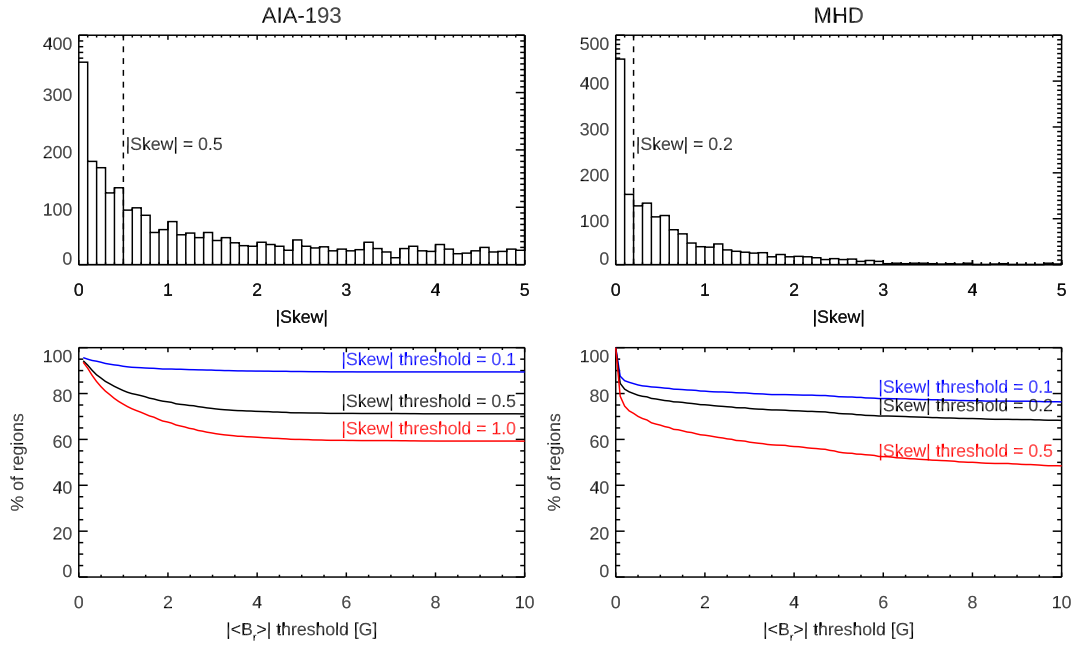 AIA-193
400
300
200
100
0
|Skew| = 0.5
0 1 2 3 4 5
|Skew|
MHD
500
400
300
200
100
0
|Skew| = 0.2
0 1 2 3 4 5
|Skew|
100
80
60
40
20
0
% of regions
|Skew| threshold = 0.1
|Skew| threshold = 0.5
|Skew| threshold = 1.0
0 2 4 6 8 10
|<Br>| threshold [G]
100
80
60
40
20
0
% of regions
|Skew| threshold = 0.1
|Skew| threshold = 0.2
|Skew| threshold = 0.5
0 2 4 6 8 10
|<Br>| threshold [G]